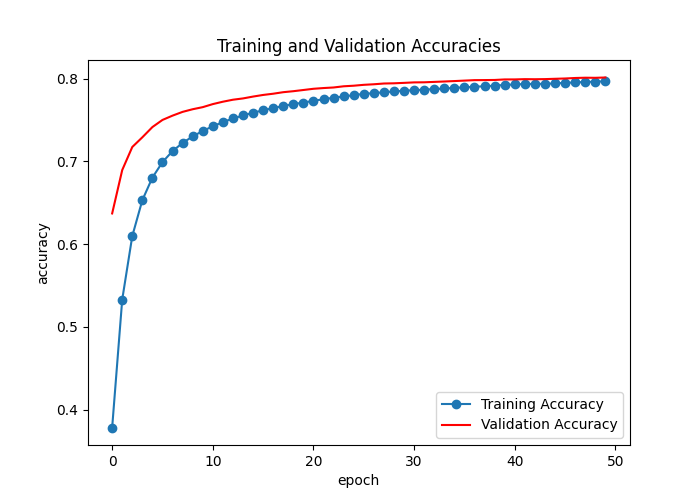 Training and Validation Accuracies
accuracy
0.8
0.7
0.6
0.5
0.4
0 10 20 30 40 50
epoch
Training Accuracy
Validation Accuracy